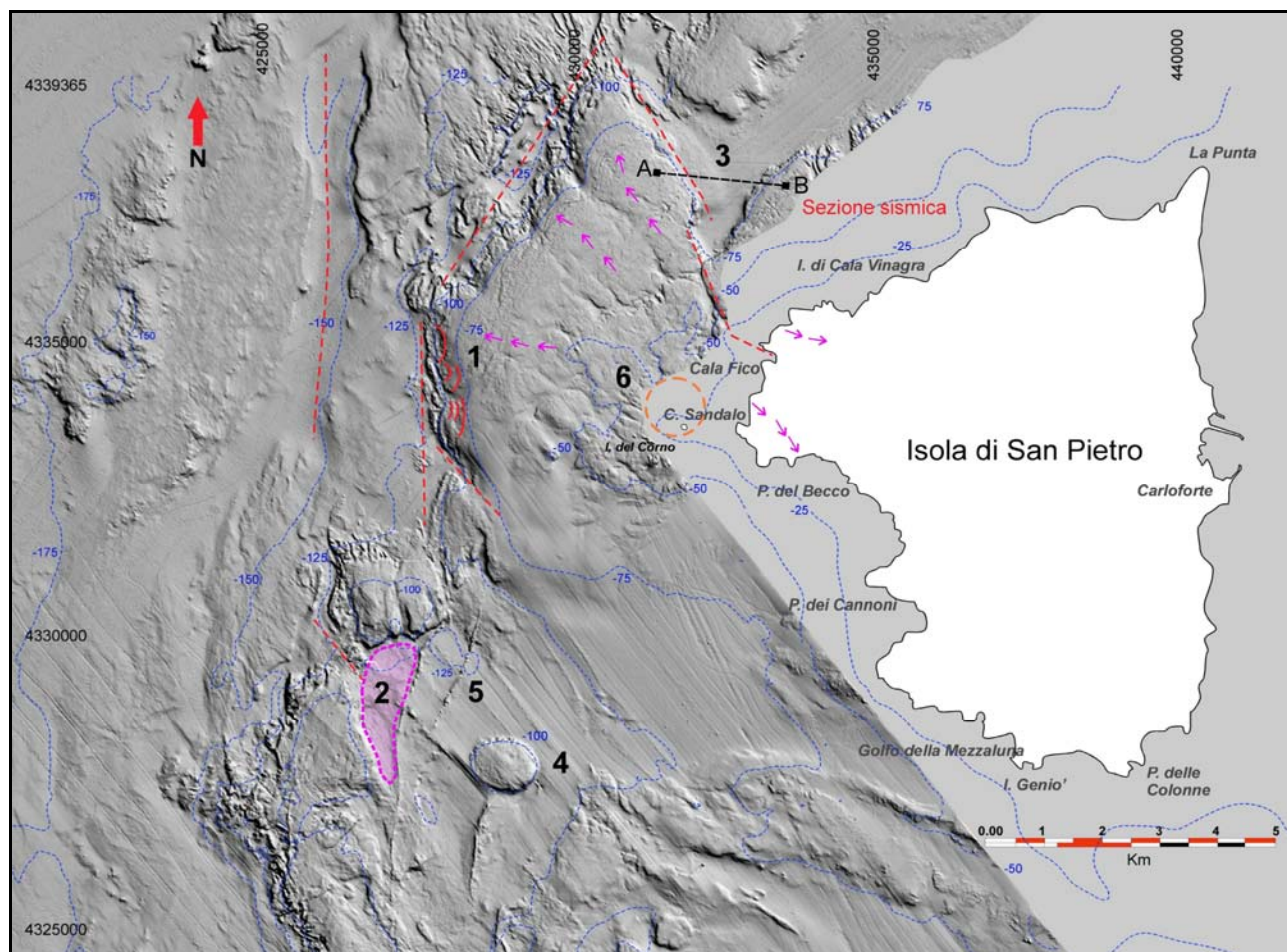 425000
430000
435000
440000
4339365
-125
-100
75
La Punta
N
3
A
B
-175
-125
Sezione sismica
-25
-75
I. di Cala Vinagra
-50
-150
-150
-125
-100
-75
4335000
1
-50
6
Cala Fico
C. Sandalo
Isola di San Pietro
-50
I. del Corno
-50
P. del Becco
-25
Carloforte
-175
-125
-150
-75
-100
P. dei Cannoni
4330000
-125
2
5
-100
4
Golfo della Mezzaluna
I. Genio'
P. delle
Colonne
0.00 1 2 3 4 5
Km
-50
4325000